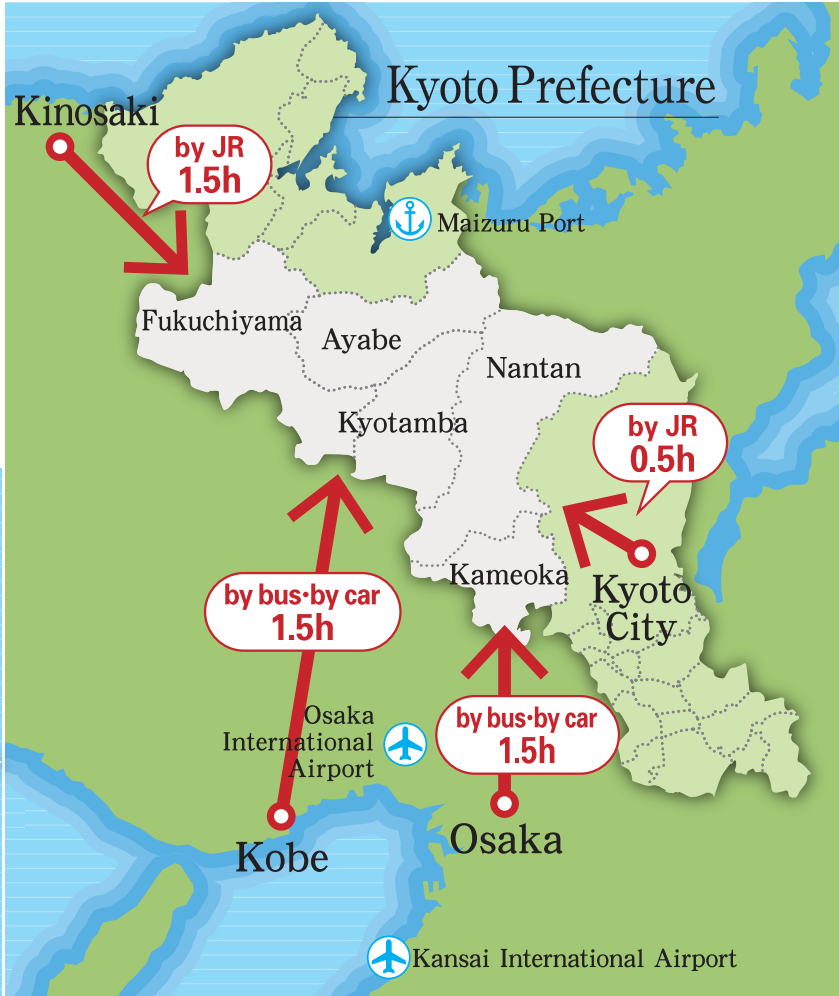 Kyoto Prefecture
Kinosaki
by JR
1.5h
Maizuru Port
Fukuchiyama
Ayabe
Nantan
Kyotamba
by JR
0.5h
Kameoka
Kyoto
City
by bus・by car
1.5h
Osaka
International
Airport
by bus・by car
1.5h
Kobe
Osaka
Kansai International Airport